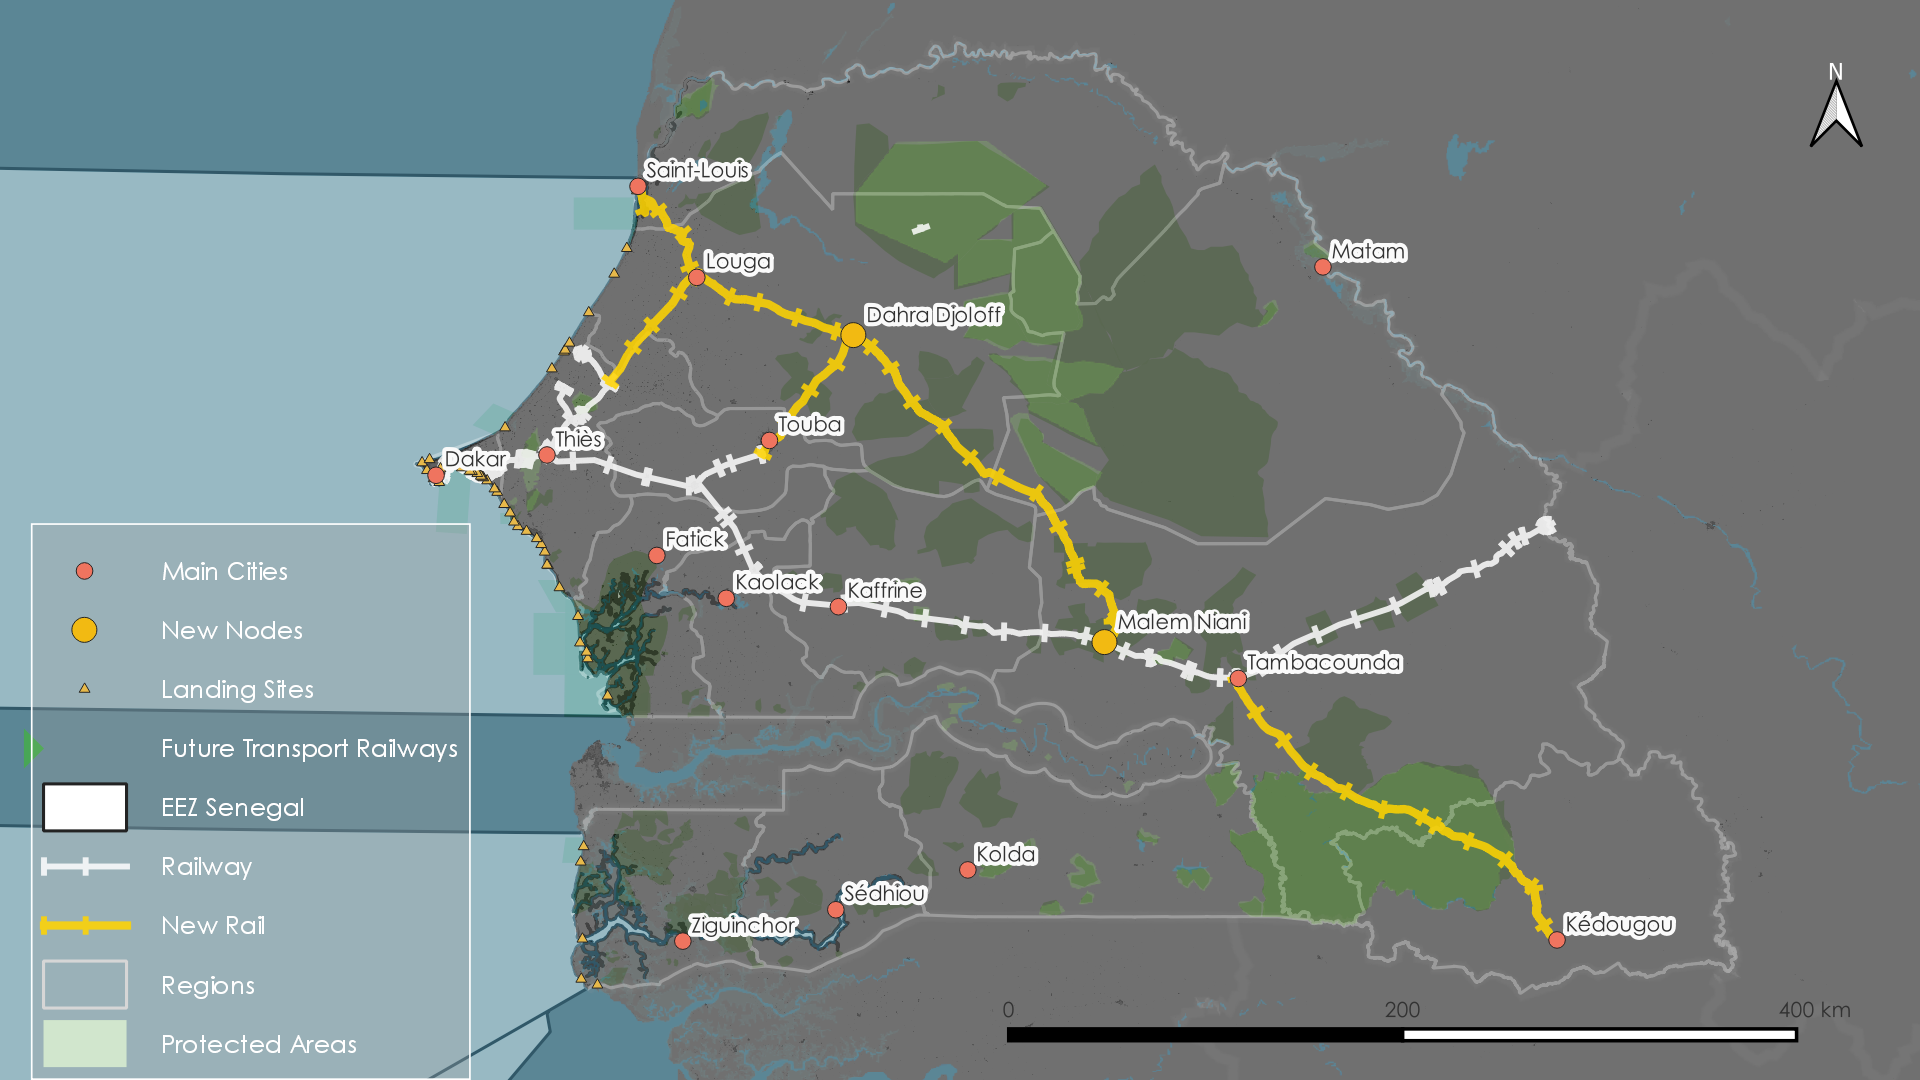 N
Saint-Louis
Matam
Louga
Dahra Djoloff
Touba
Thiès
Dakar
Fatick
Kaolack
Kaffrine
Malem Niani
Tambacounda
Kolda
Sédhiou
Ziguinchor
Kédougou
Main Cities
New Nodes
Landing Sites
Future Transport Railways
EEZ Senegal
Railway
New Rail
Regions
Protected Areas
0 200 400 km